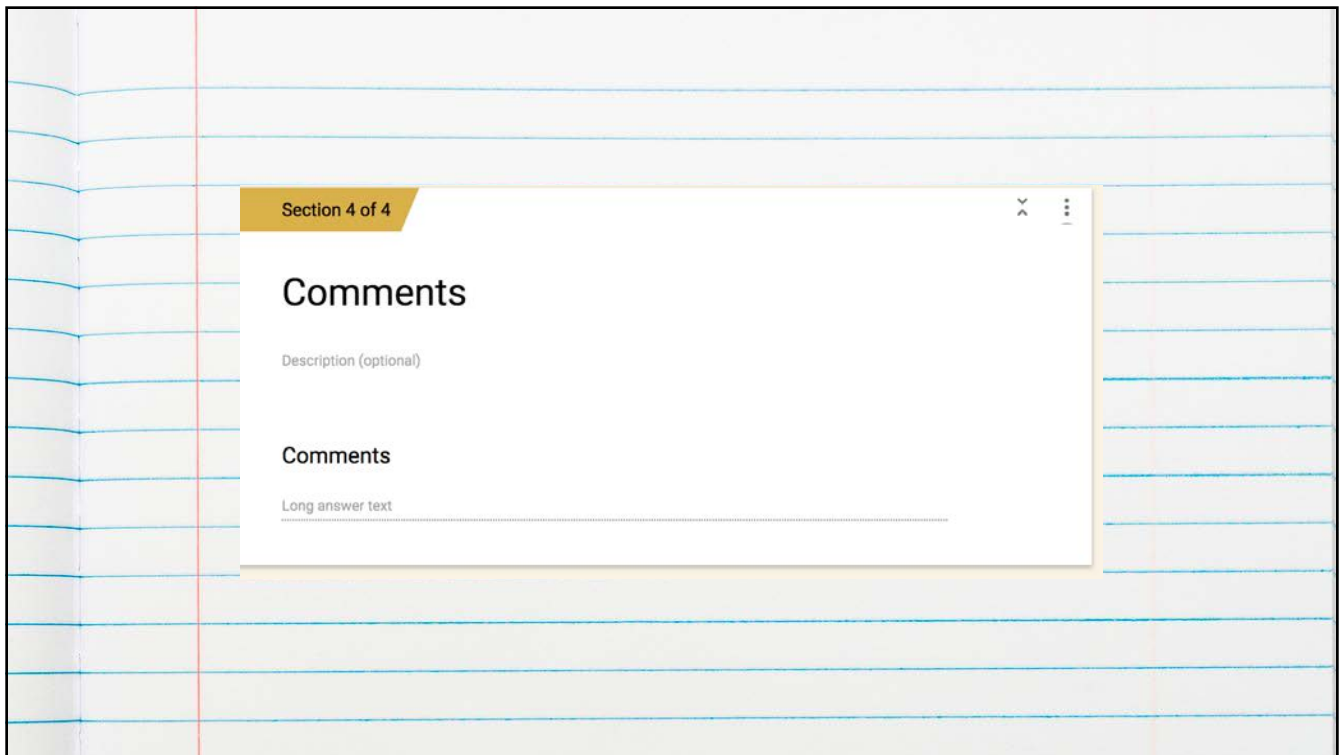 Section 4 of 4
Comments
Description (optional)
Comments
Long answer text